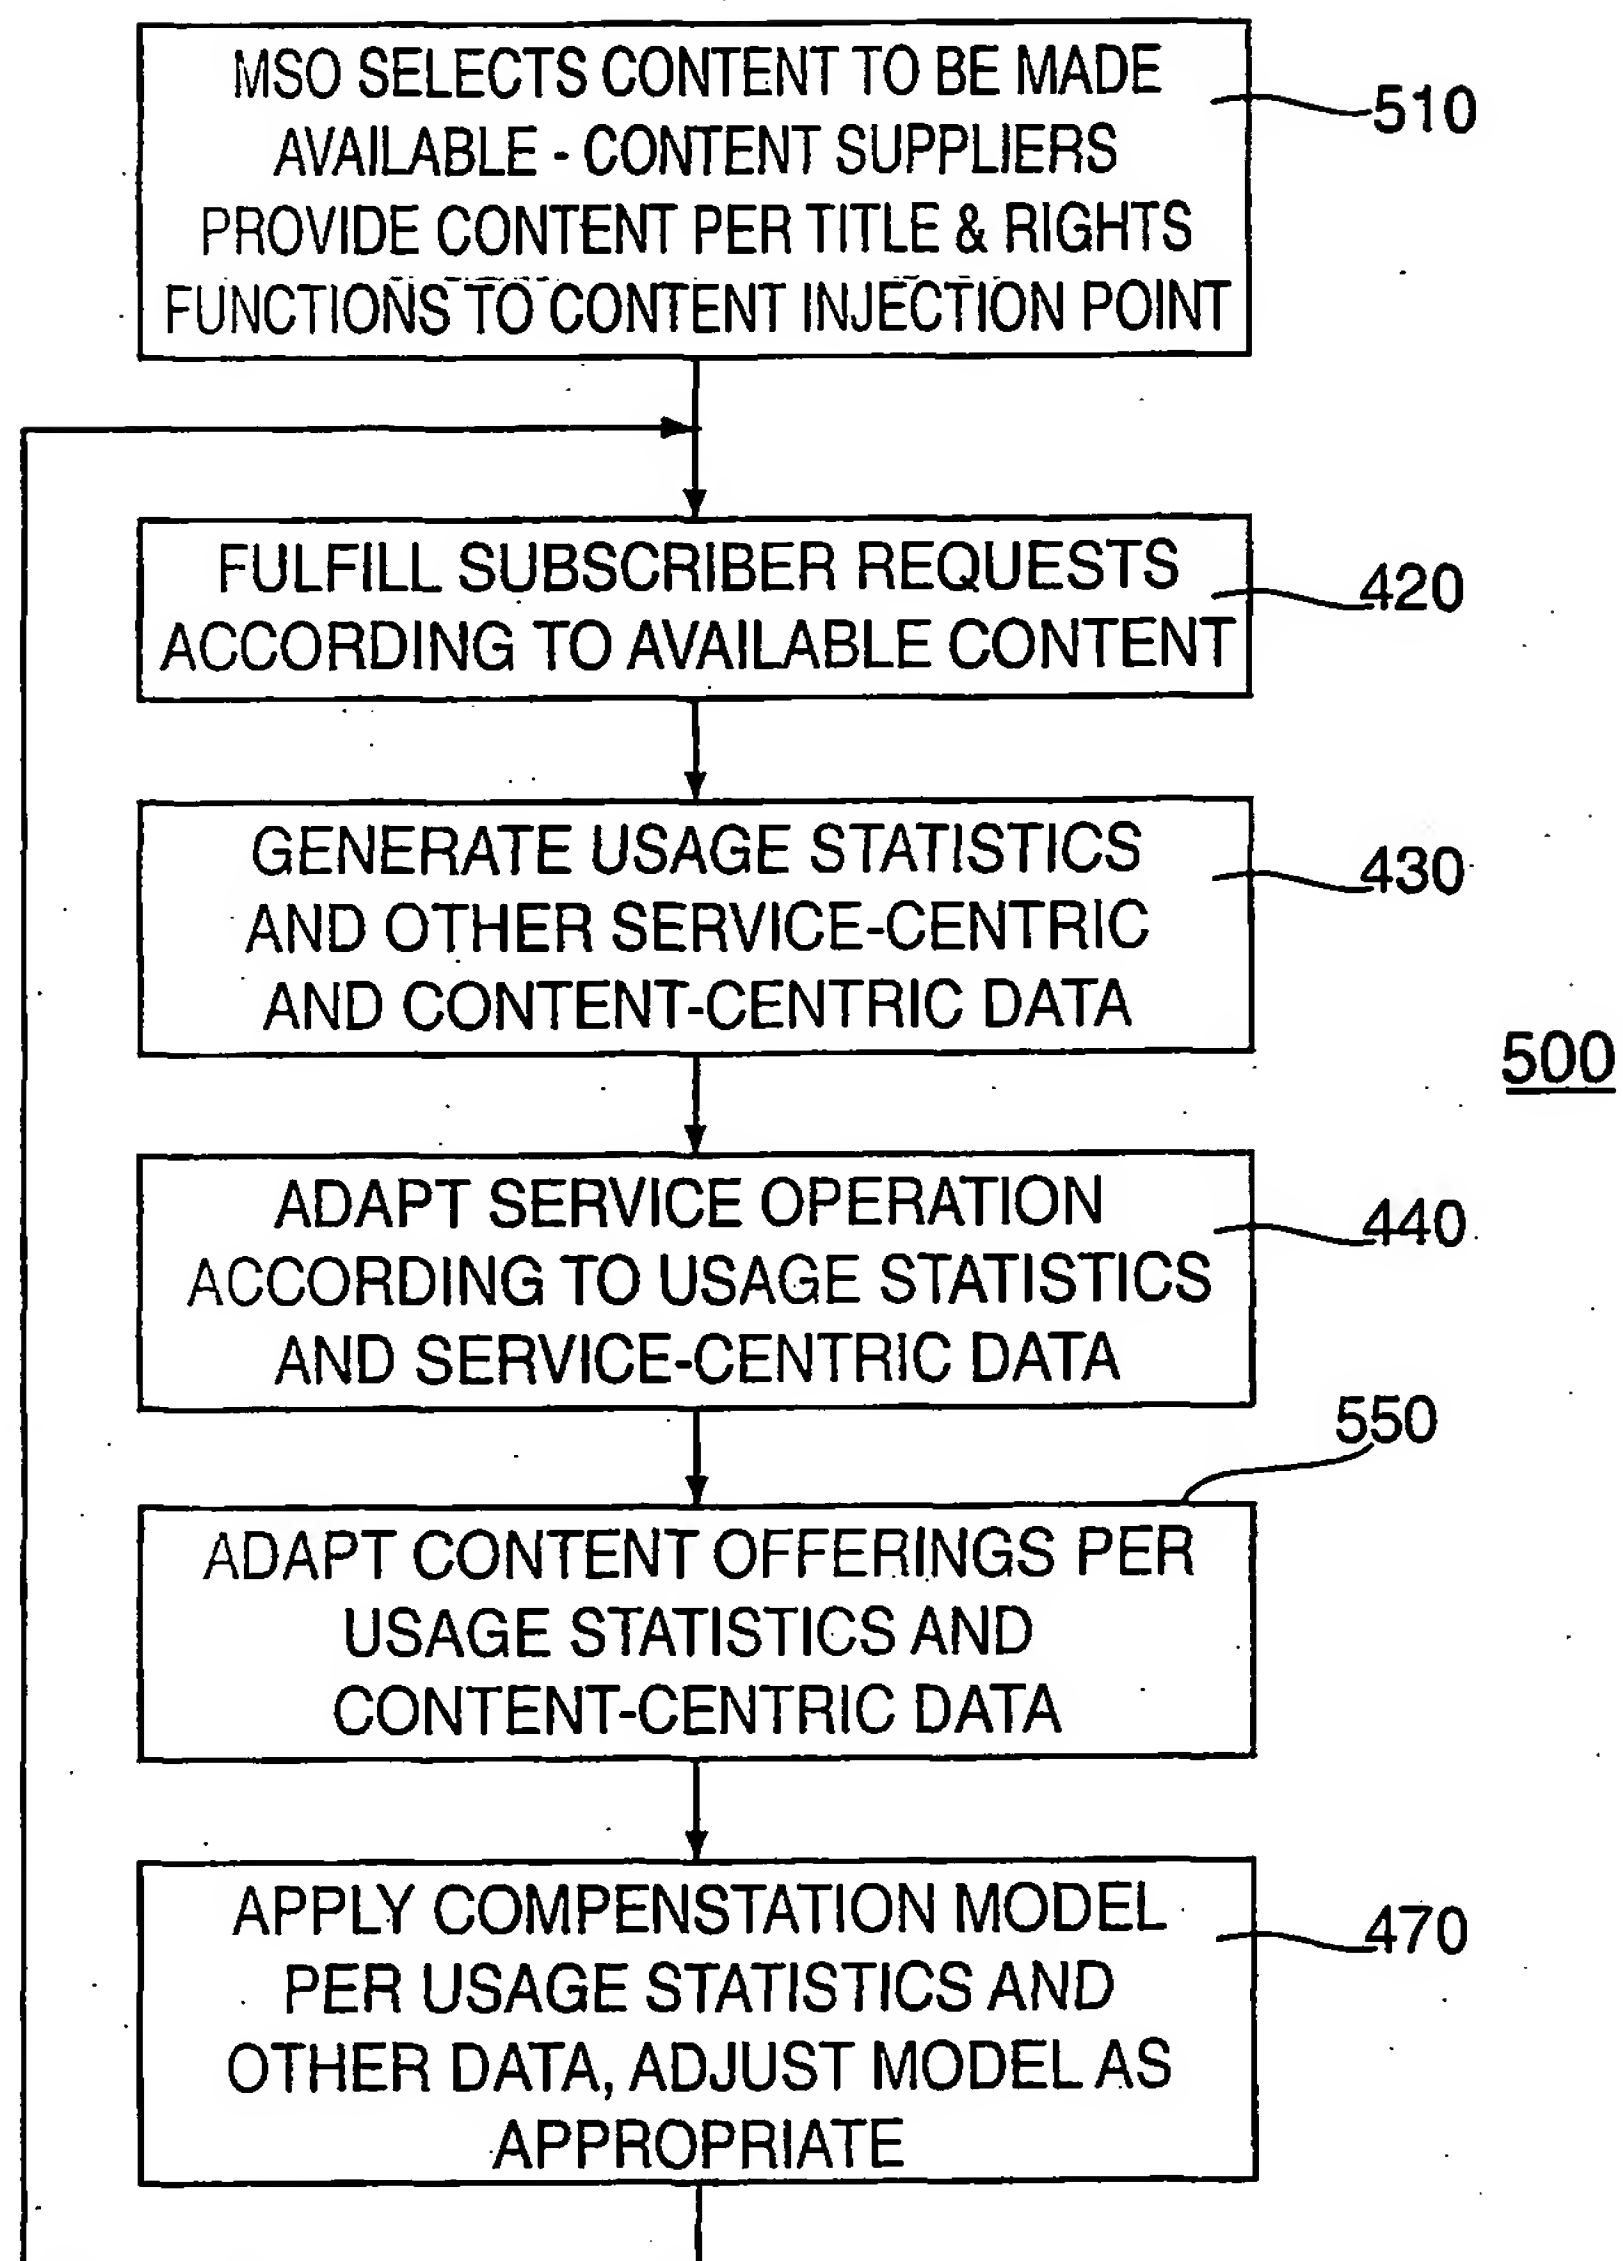 MSO SELECTS CONTENT TO BE MADE
AVAILABLE - CONTENT SUPPLIERS
PROVIDE CONTENT PER TITLE & RIGHTS
FUNCTIONS TO CONTENT INJECTION POINT
510
FULFILL SUBSCRIBER REQUESTS
ACCORDING TO AVAILABLE CONTENT
420
GENERATE USAGE STATISTICS
AND OTHER SERVICE-CENTRIC
AND CONTENT-CENTRIC DATA
430
500
ADAPT SERVICE OPERATION
ACCORDING TO USAGE STATISTICS
AND SERVICE-CENTRIC DATA
440
550
ADAPT CONTENT OFFERINGS PER
USAGE STATISTICS AND
CONTENT-CENTRIC DATA
APPLY COMPENSTATION MODEL
PER USAGE STATISTICS AND
OTHER DATA, ADJUST MODEL AS
APPROPRIATE
470